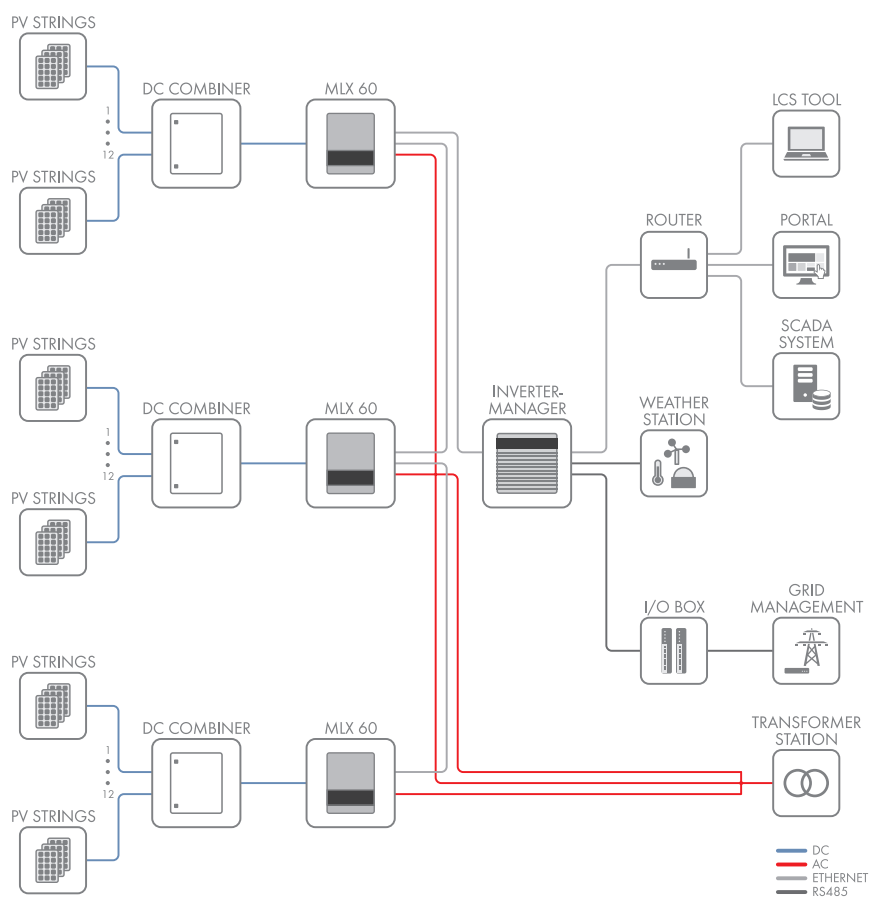 PV STRINGS
DC COMBINER
MLX 60
1
12
PV STRINGS
LCS TOOL
ROUTER
PORTAL
SCADA
SYSTEM
PV STRINGS
DC COMBINER
MLX 60
1
12
PV STRINGS
INVERTER-
MANAGER
WEATHER
STATION
I/O BOX
GRID
MANAGEMENT
PV STRINGS
DC COMBINER
MLX 60
1
12
PV STRINGS
TRANSFORMER
STATION
DC
AC
ETHERNET
RS485